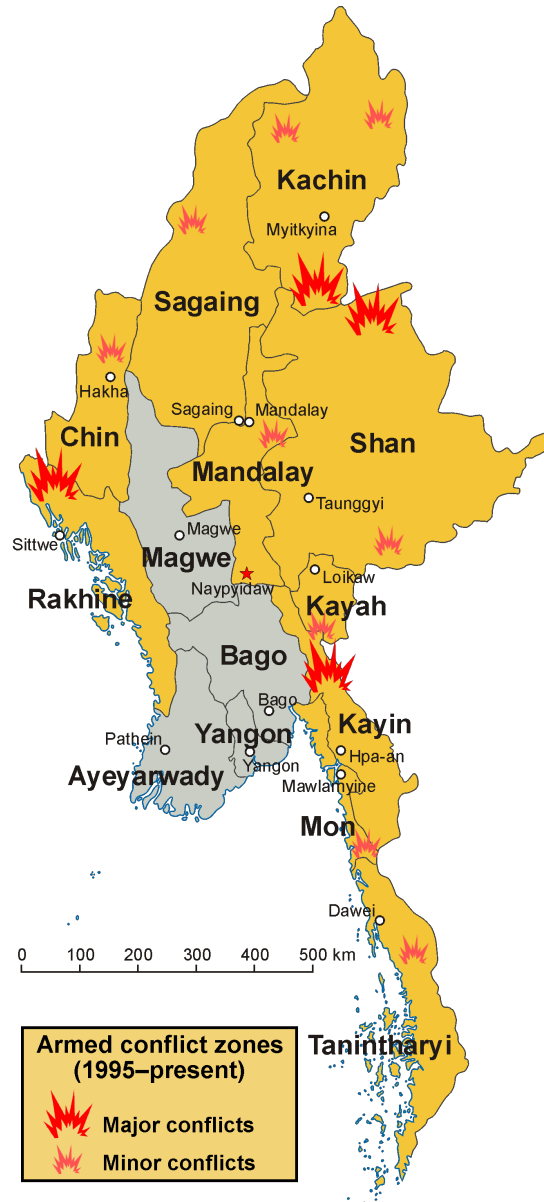 Kachin
Myitkyina
Sagaing
Hakha
Sagaing
Mandalay
Chin
Shan
Mandalay
Taunggyi
Magwe
Sittwe
Magwe
Loikaw
Naypyidaw
Rakhine
Kayah
Bago
Bago
Kayin
Yangon
Pathein
Hpa-an
Yangon
Ayeyarwady
Mawlamyine
Mon
Dawei
0 100 200 300 400 500 km
Tanintharyi
Armed conflict zones
(1995–present)
Major conflicts
Minor conflicts